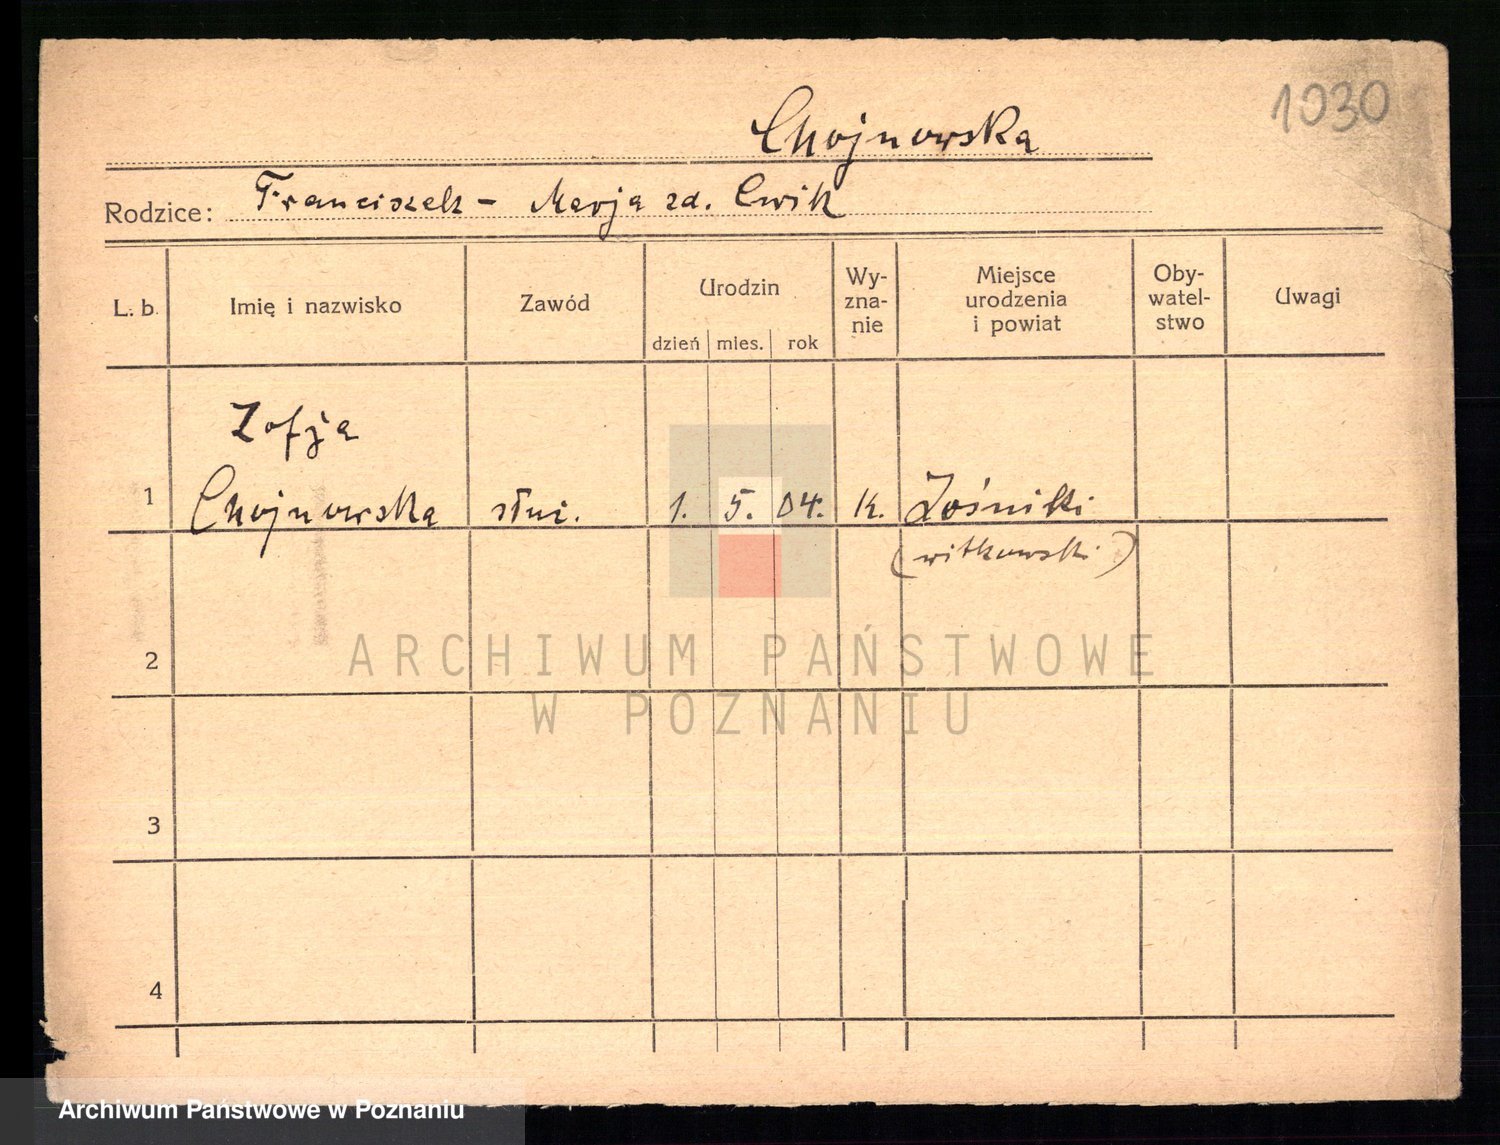 1030
Chojnowska
Rodzice: Franciszek - Marja zd. Cwik
L. b. Imię i nazwisko Zawód Urodzin Wy-zna-nie Miejsce urodzenia i powiat Oby-watel-stwo Uwagi
dzień mies. rok
Zofja
1 Chojnowska służ. 1. 5. 04. k.
(witkowski)
2
ARCHIWUM PAŃSTWOWE
W POZNANIU
3
4
Archiwum Państwowe w Poznaniu